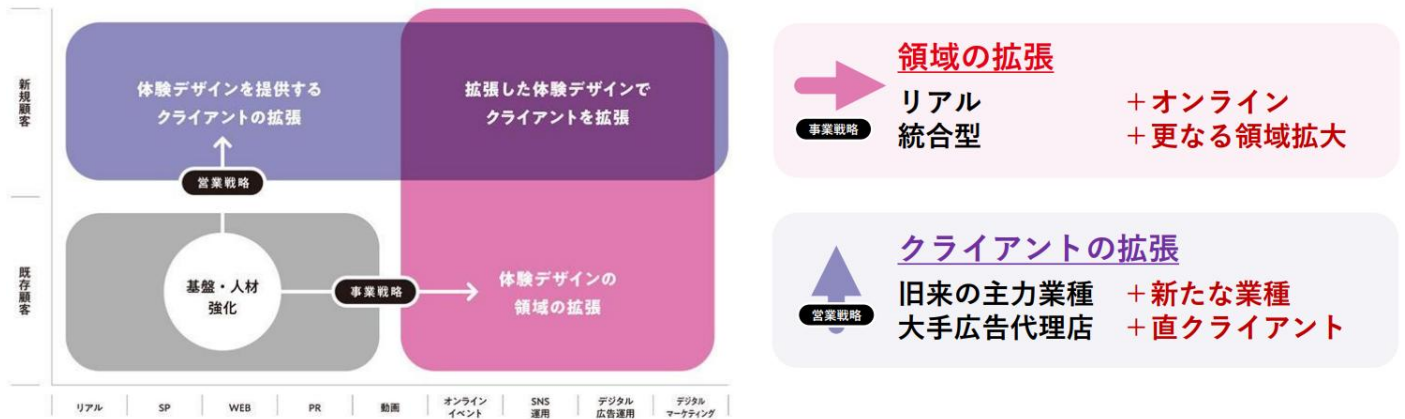 新規顧客
既存顧客
体験デザインを提供する
クライアントの拡張
拡張した体験デザインで
クライアントを拡張
営業戦略
基盤・人材
強化
事業戦略
体験デザインの
領域の拡張
リアル
SP
WEB
PR
動画
オンライン
イベント
SNS
運用
デジタル
広告運用
デジタル
マーケティング
領域の拡張
事業戦略
リアル ＋オンライン
統合型 ＋更なる領域拡大
クライアントの拡張
営業戦略
旧来の主力業種 ＋新たな業種
大手広告代理店 ＋直クライアント